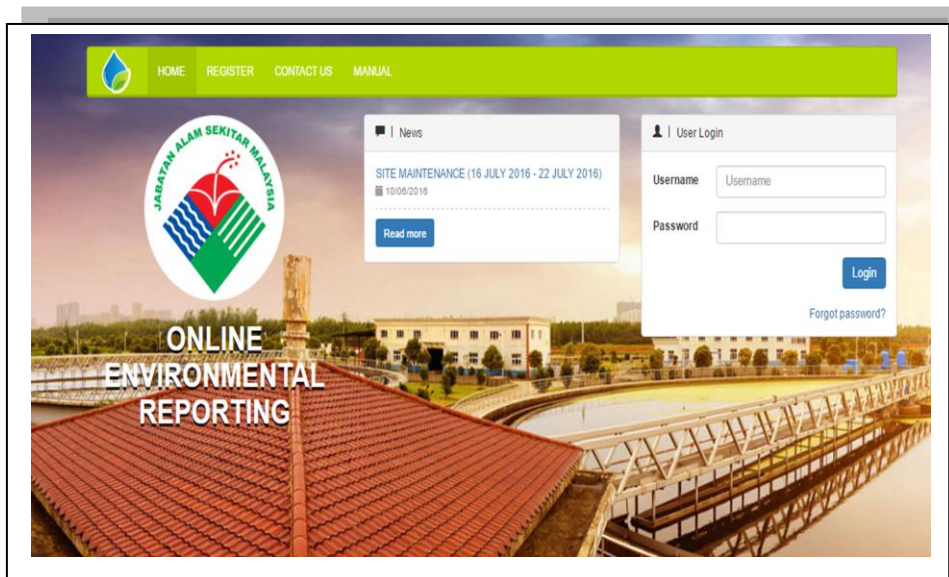 HOME REGISTER CONTACT US MANUAL
JABATAN ALAM SEKITAR MALAYSIA
ONLINE
ENVIRONMENTAL
REPORTING
| News
SITE MAINTENANCE (16 JULY 2016 - 22 JULY 2016)
10/06/2016
Read more
| User Login
Username Username
Password
Login
Forgot password?